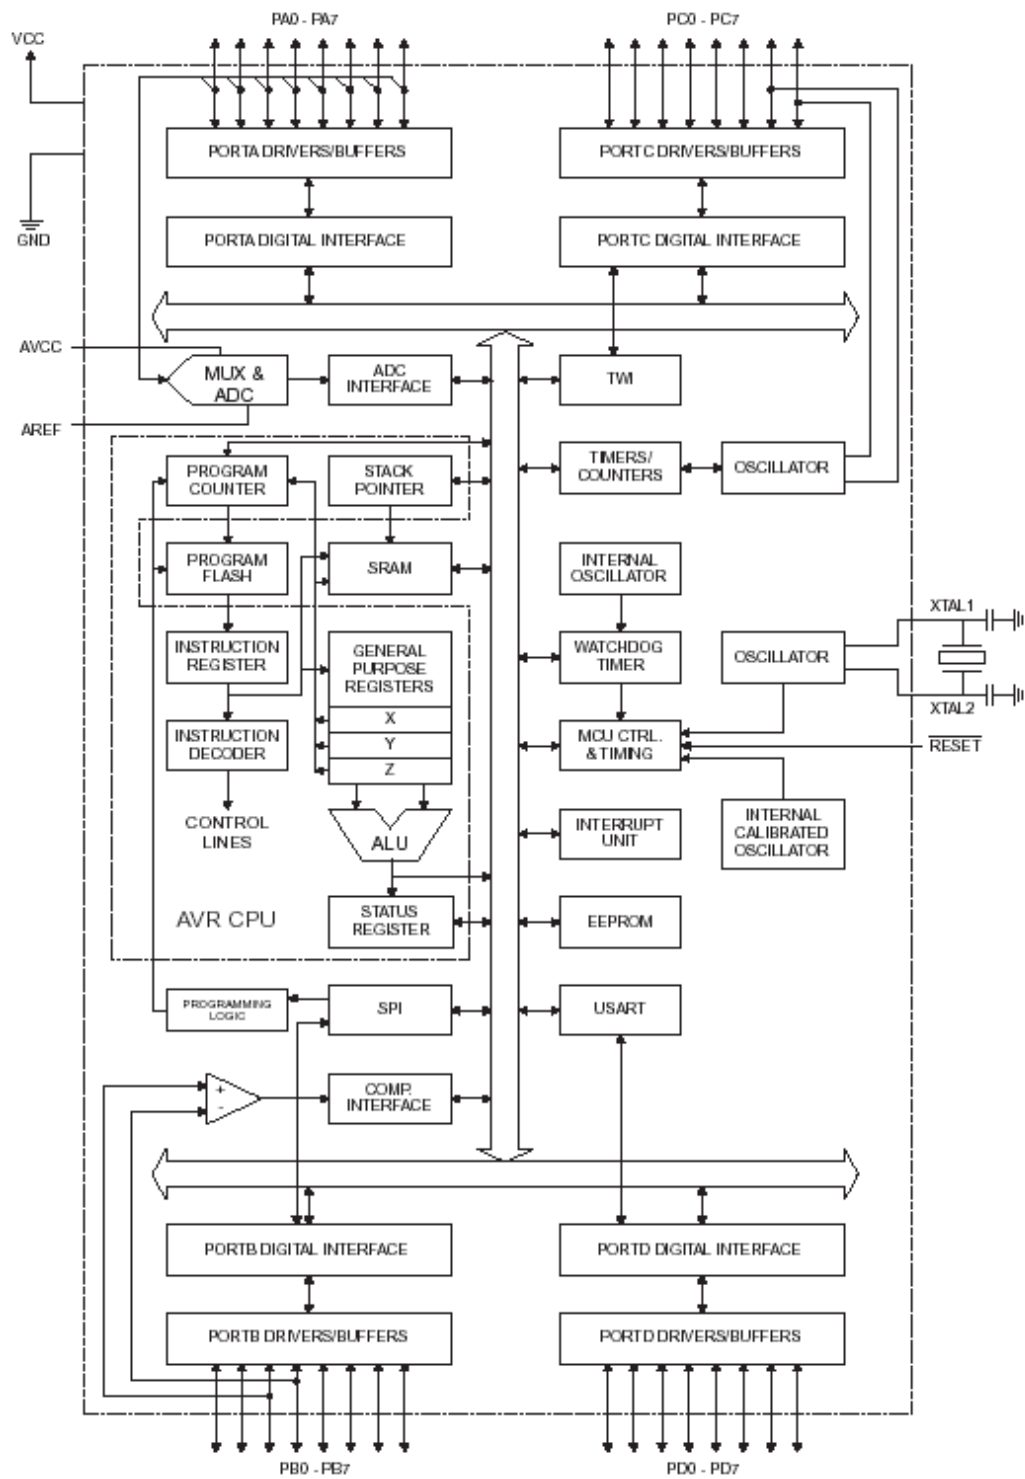 PA0 - PA7
PC0 - PC7
VCC
PORTA DRIVERS/BUFFERS
PORTC DRIVERS/BUFFERS
GND
PORTA DIGITAL INTERFACE
PORTC DIGITAL INTERFACE
AVCC
MUX &
ADC
ADC
INTERFACE
TWI
AREF
PROGRAM
COUNTER
STACK
POINTER
TIMERS/
COUNTERS
OSCILLATOR
PROGRAM
FLASH
SRAM
INTERNAL
OSCILLATOR
XTAL1
INSTRUCTION
REGISTER
GENERAL
PURPOSE
REGISTERS
WATCHDOG
TIMER
OSCILLATOR
XTAL2
X
INSTRUCTION
DECODER
Y
MCU CTRL.
& TIMING
RESET
Z
CONTROL
LINES
ALU
INTERRUPT
UNIT
INTERNAL
CALIBRATED
OSCILLATOR
AVR CPU
STATUS
REGISTER
EEPROM
PROGRAMMING
LOGIC
SPI
USART
+
-
COMP.
INTERFACE
PORTB DIGITAL INTERFACE
PORTD DIGITAL INTERFACE
PORTB DRIVERS/BUFFERS
PORTD DRIVERS/BUFFERS
PB0 - PB7
PD0 - PD7